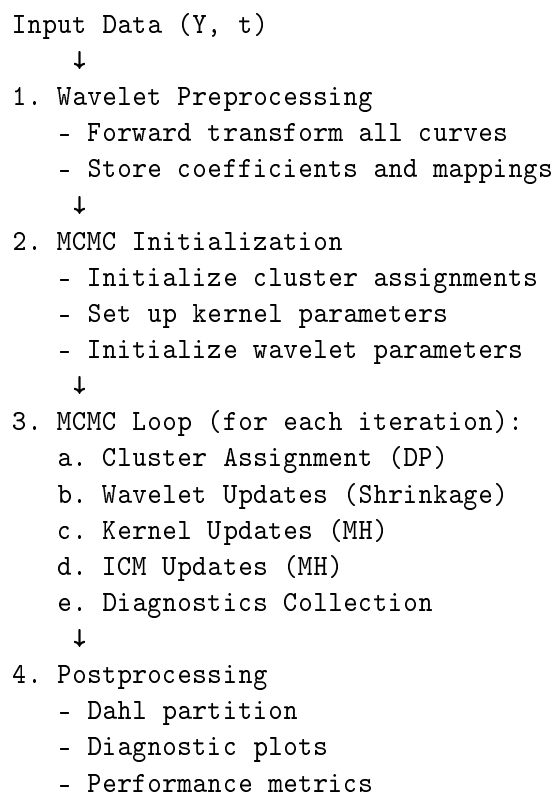 Input Data (Y, t)
↓
1. Wavelet Preprocessing
- Forward transform all curves
- Store coefficients and mappings
↓
2. MCMC Initialization
- Initialize cluster assignments
- Set up kernel parameters
- Initialize wavelet parameters
↓
3. MCMC Loop (for each iteration):
a. Cluster Assignment (DP)
b. Wavelet Updates (Shrinkage)
c. Kernel Updates (MH)
d. ICM Updates (MH)
e. Diagnostics Collection
↓
4. Postprocessing
- Dahl partition
- Diagnostic plots
- Performance metrics